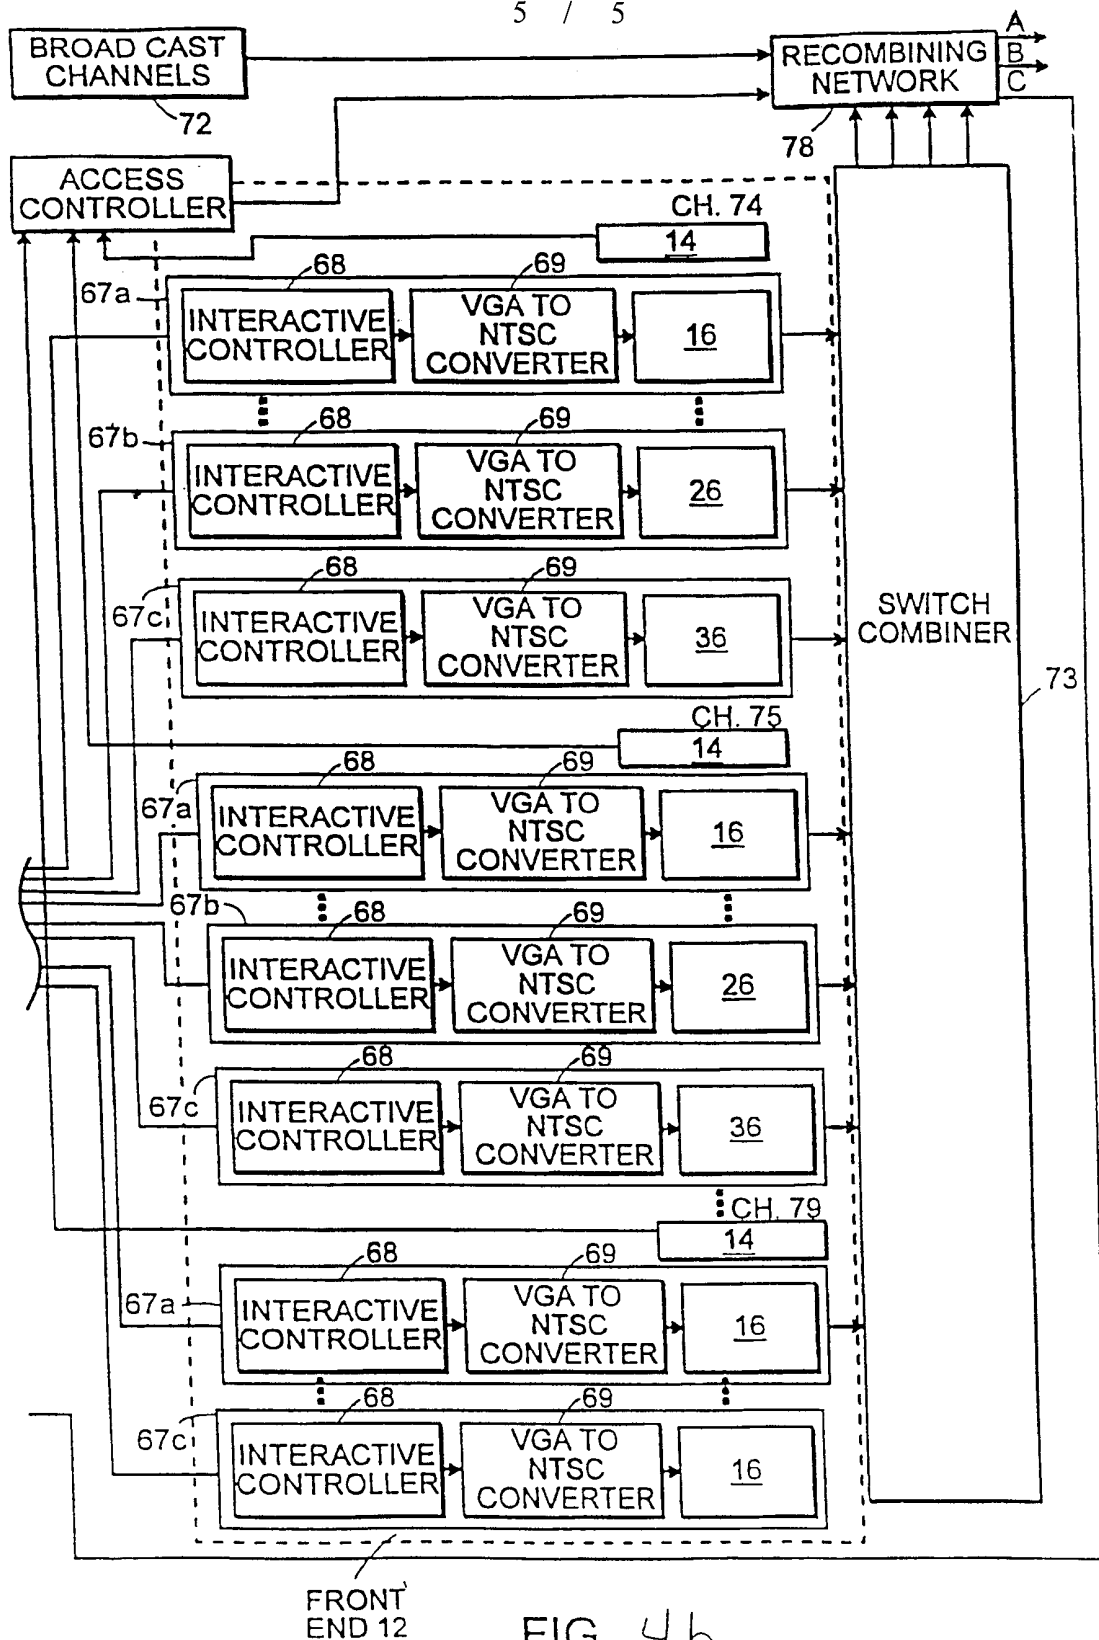 5 / 5
BROAD CAST
CHANNELS
72
RECOMBINING
NETWORK
78
A
B
C
ACCESS
CONTROLLER
CH. 74
14
67a
68
INTERACTIVE
CONTROLLER
69
VGA TO
NTSC
CONVERTER
16
67b
68
INTERACTIVE
CONTROLLER
69
VGA TO
NTSC
CONVERTER
26
67c
68
INTERACTIVE
CONTROLLER
69
VGA TO
NTSC
CONVERTER
36
SWITCH
COMBINER
73
CH. 75
14
67a
68
INTERACTIVE
CONTROLLER
69
VGA TO
NTSC
CONVERTER
16
67b
68
INTERACTIVE
CONTROLLER
69
VGA TO
NTSC
CONVERTER
26
67c
68
INTERACTIVE
CONTROLLER
69
VGA TO
NTSC
CONVERTER
36
CH. 79
14
67a
68
INTERACTIVE
CONTROLLER
69
VGA TO
NTSC
CONVERTER
16
67c
68
INTERACTIVE
CONTROLLER
69
VGA TO
NTSC
CONVERTER
16
FRONT
END 12
FIG. 4b